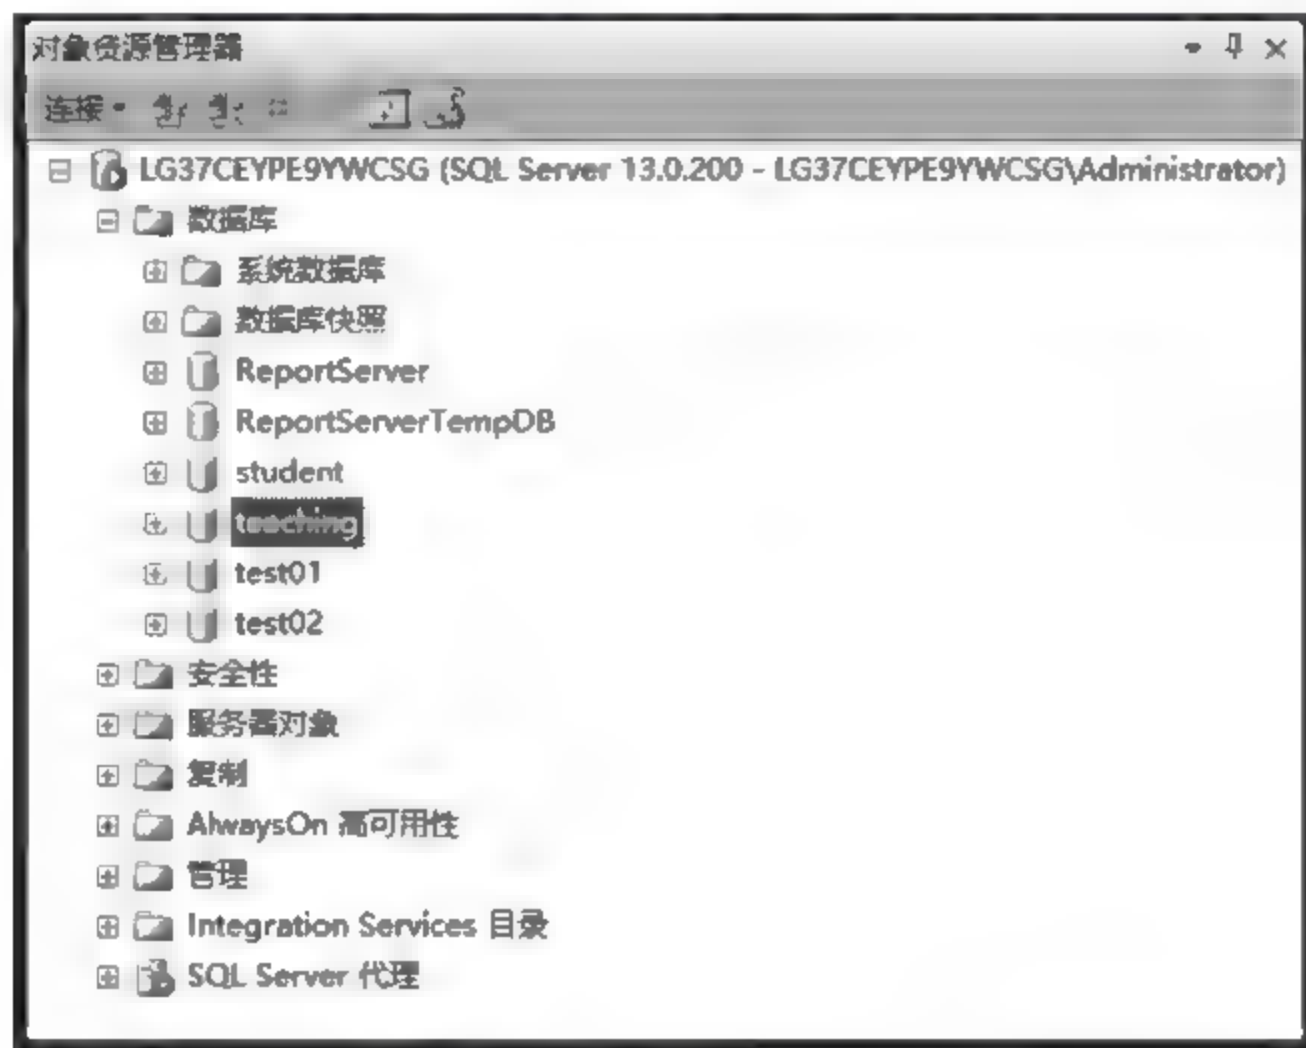 对象资源管理器
连接
LG37CEYPE9YWCSG (SQL Server 13.0.200 - LG37CEYPE9YWCSG\Administrator)
数据库
系统数据库
数据库快照
ReportServer
ReportServerTempDB
student
teaching
test01
test02
安全性
服务器对象
复制
AlwaysOn 高可用性
管理
Integration Services 目录
SQL Server 代理